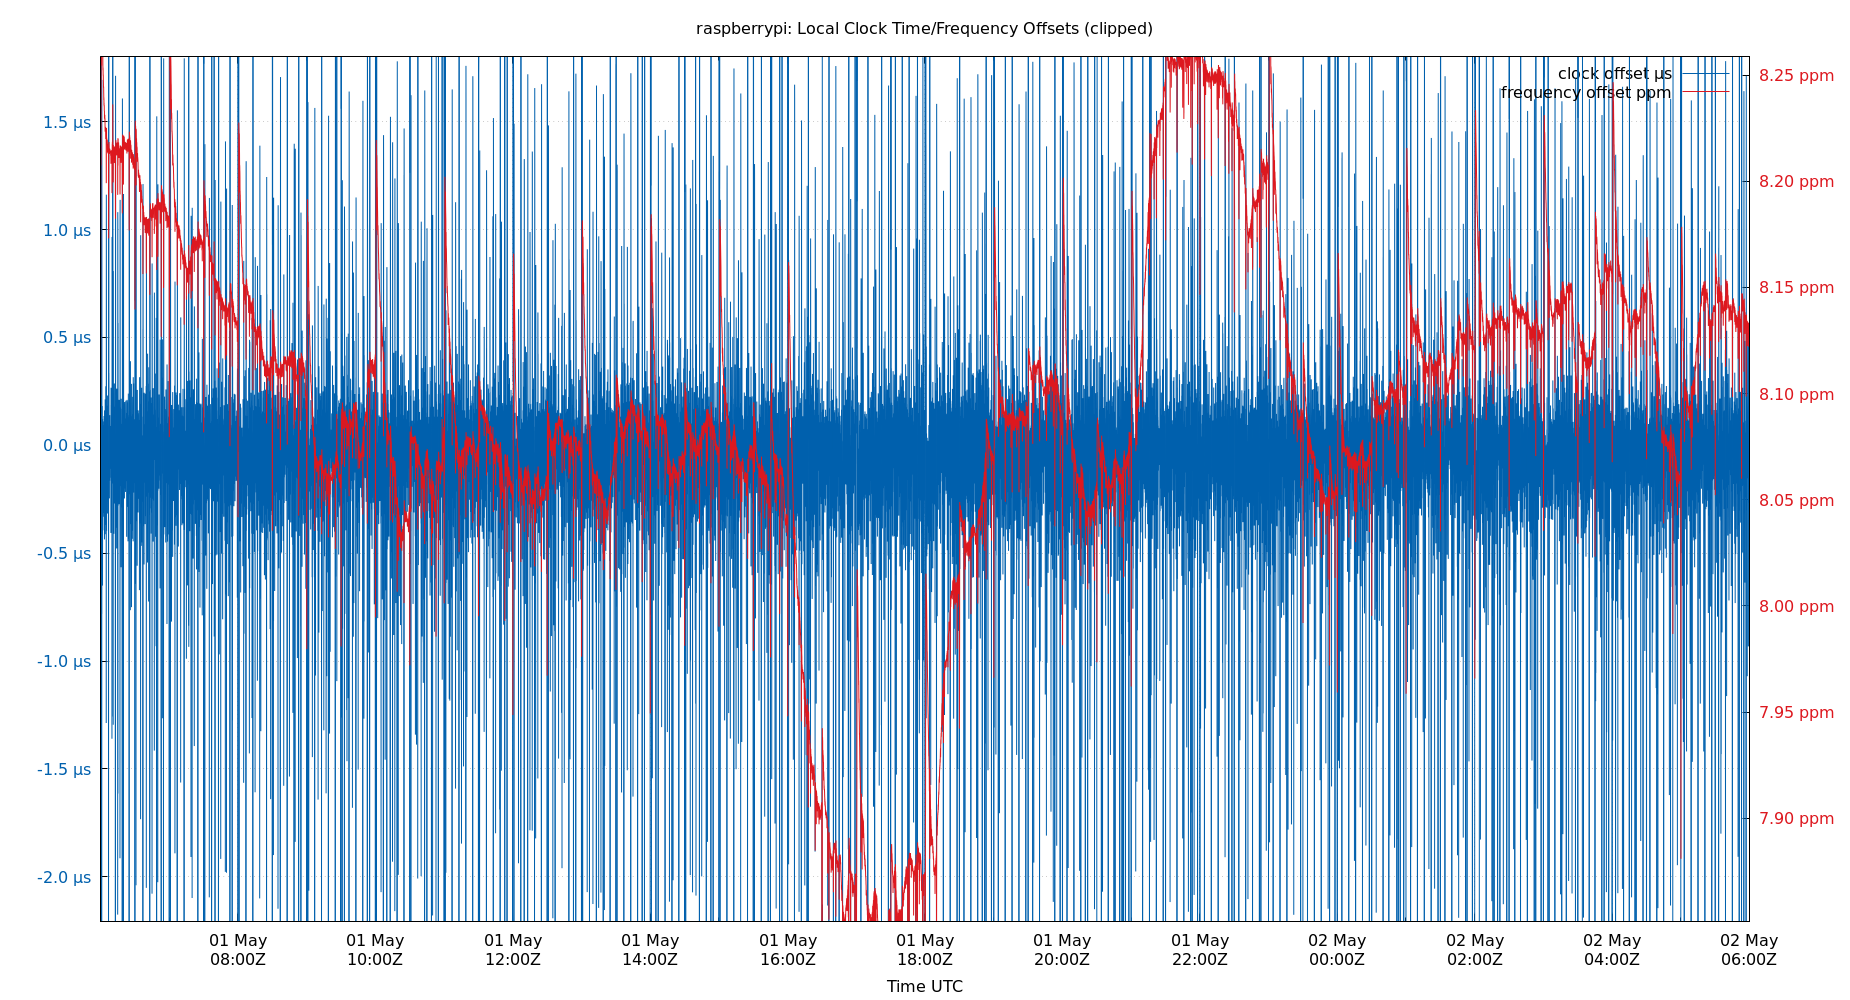 raspberrypi: Local Clock Time/Frequency Offsets (clipped)
clock offset µs
frequency offset ppm
1.5 µs
1.0 µs
0.5 µs
0.0 µs
-0.5 µs
-1.0 µs
-1.5 µs
-2.0 µs
8.25 ppm
8.20 ppm
8.15 ppm
8.10 ppm
8.05 ppm
8.00 ppm
7.95 ppm
7.90 ppm
01 May 01 May 01 May 01 May 01 May 01 May 01 May 01 May 02 May 02 May 02 May 02 May
08:00Z 10:00Z 12:00Z 14:00Z 16:00Z 18:00Z 20:00Z 22:00Z 00:00Z 02:00Z 04:00Z 06:00Z
Time UTC